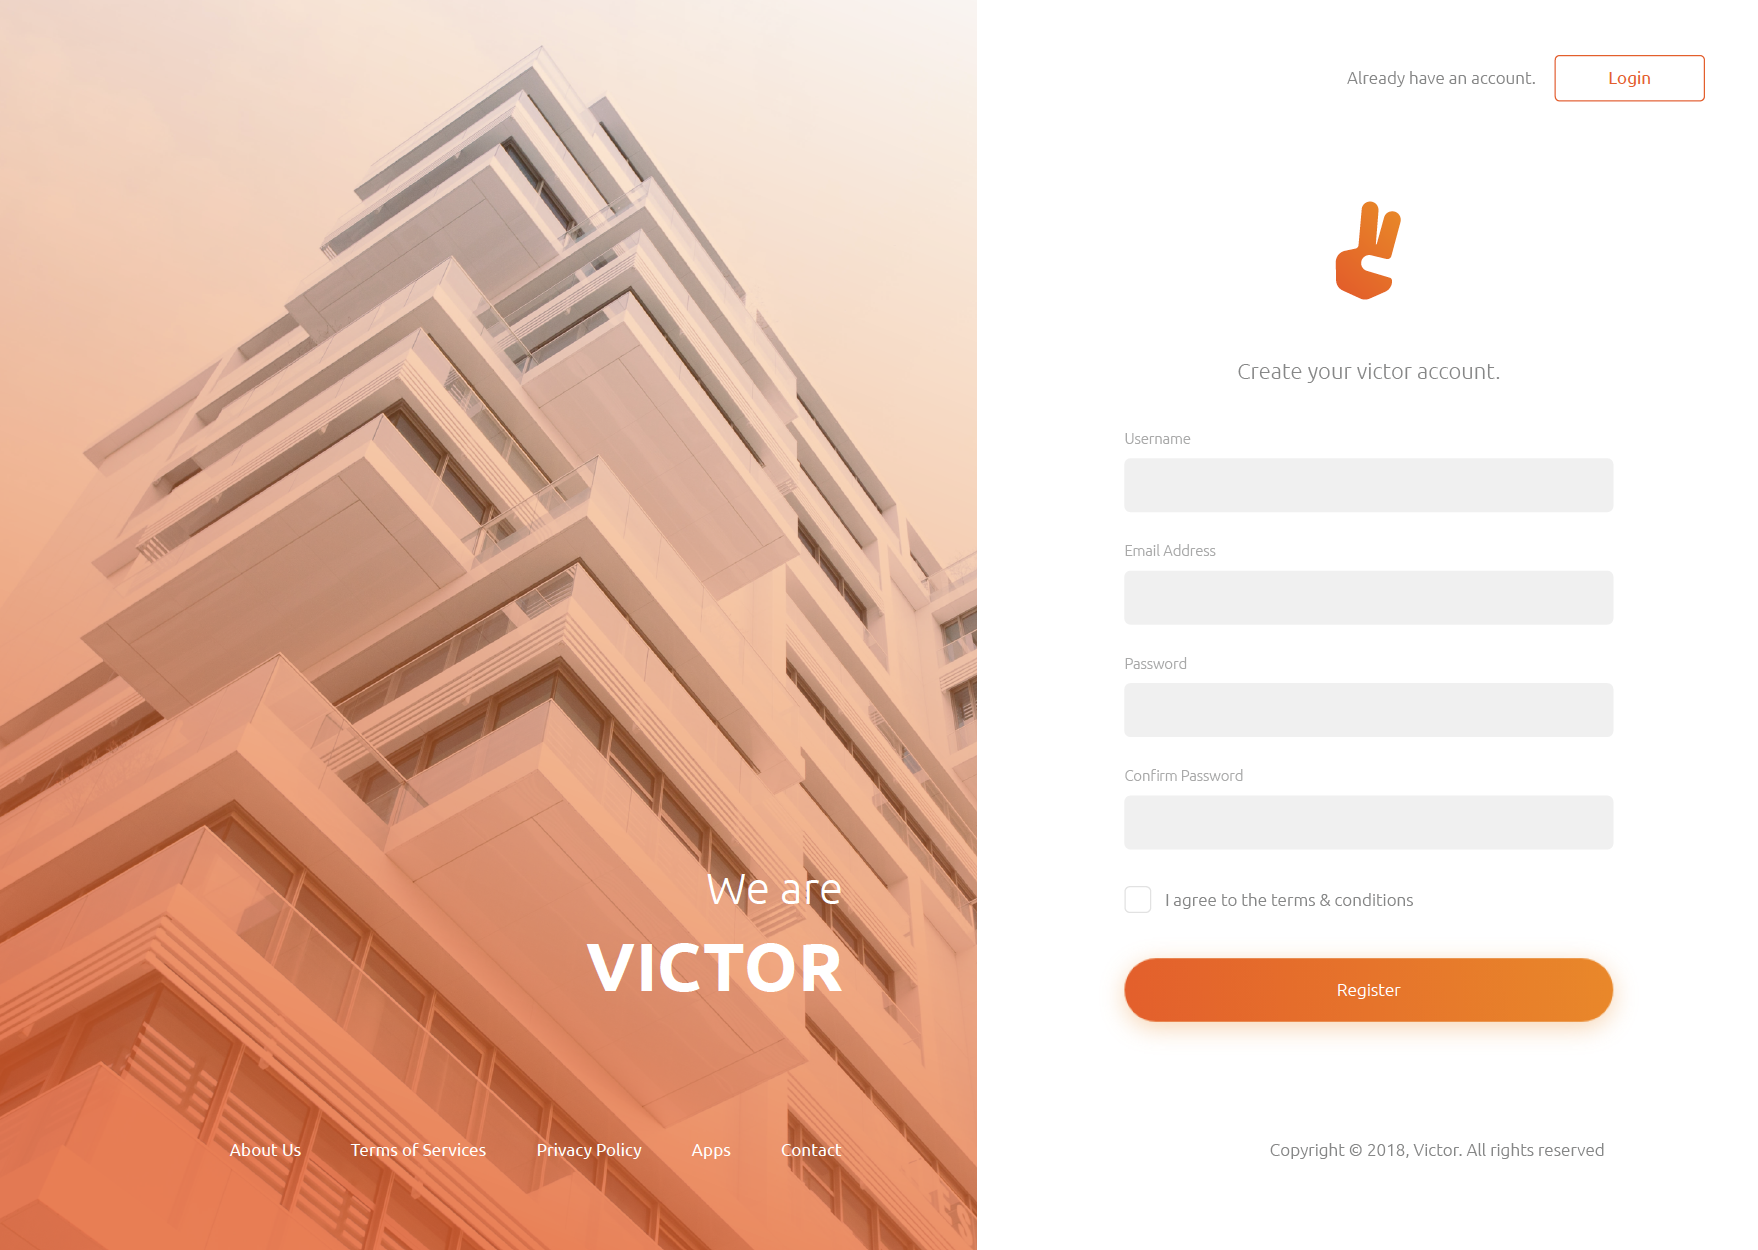 Already have an account.
Login
Create your victor account.
Username
Email Address
Password
Confirm Password
I agree to the terms & conditions
Register
We are
VICTOR
About Us
Terms of Services
Privacy Policy
Apps
Contact
Copyright © 2018, Victor. All rights reserved